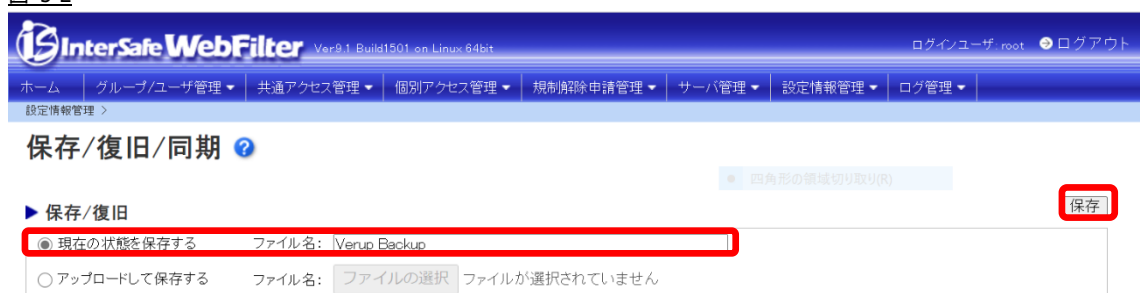 InterSafe WebFilter Ver9.1 Build1501 on Linux 64bit ログインユーザ: root ログアウト
ホーム グループ/ユーザ管理▼ 共通アクセス管理▼ 個別アクセス管理▼ 規制解除申請管理▼ サーバ管理▼ 設定情報管理▼ ログ管理▼
設定情報管理 >
保存/復旧/同期 ?
● 四角形の領域切り取り(R)
保存
▶ 保存/復旧
現在の状態を保存する ファイル名: Verup Backup
アップロードして保存する ファイル名: ファイルの選択 ファイルが選択されていません